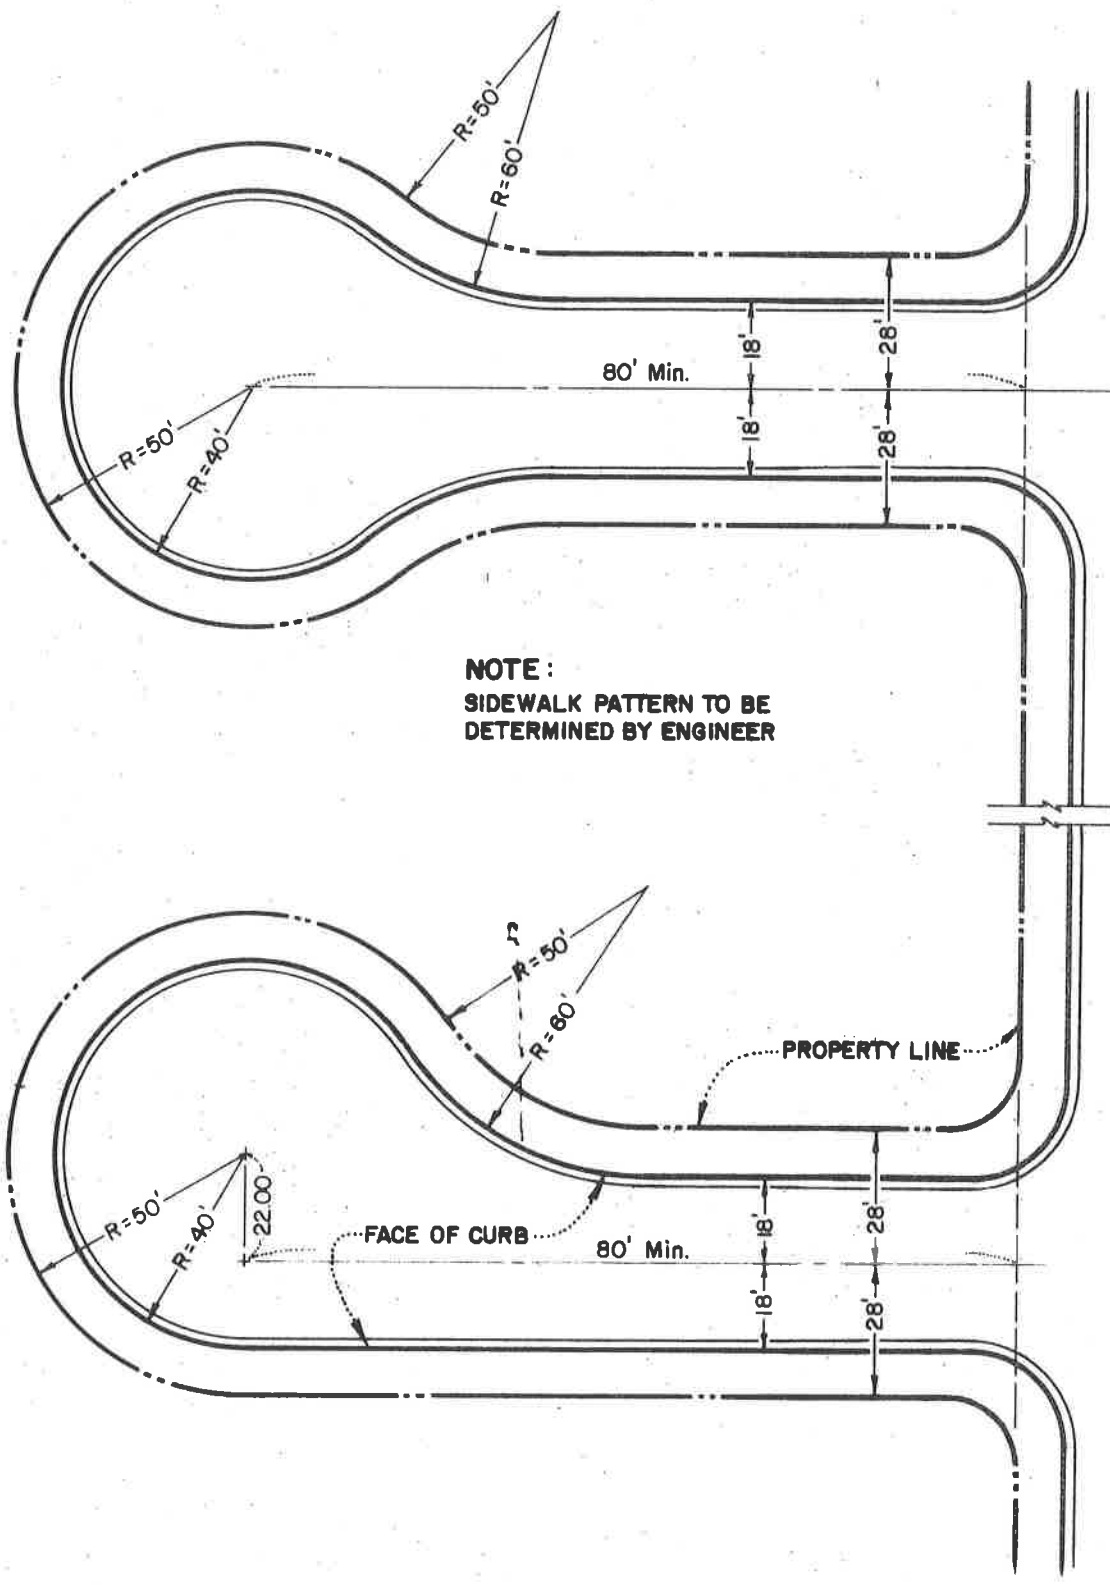 R=50'
R=60'
18'
28'
80' Min.
18'
28'
R=50'
R=40'
NOTE:
SIDEWALK PATTERN TO BE
DETERMINED BY ENGINEER
R=50'
R=60'
PROPERTY LINE
R=50'
R=40'
22.00
FACE OF CURB
80' Min.
18'
28'
18'
28'